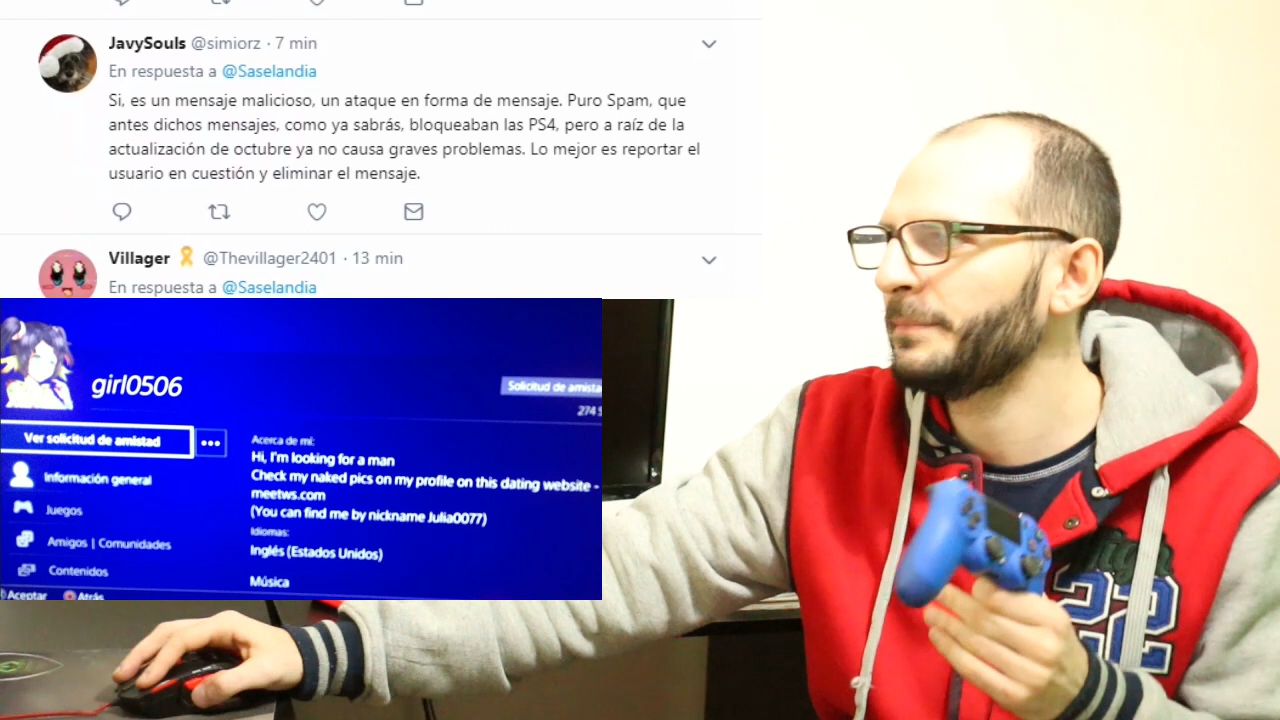 JavySouls @simiorz · 7 min
En respuesta a @Saselandia
Si, es un mensaje malicioso, un ataque en forma de mensaje. Puro Spam, que
antes dichos mensajes, como ya sabrás, bloqueaban las PS4, pero a raíz de la
actualización de octubre ya no causa graves problemas. Lo mejor es reportar el
usuario en cuestión y eliminar el mensaje.
Villager @Thevillager2401 · 13 min
En respuesta a @Saselandia
girl0506
Solicitud de amista
274 S
Ver solicitud de amistad
Acerca de mí:
Hi, I'm looking for a man
Check my naked pics on my profile on this dating website -
meetws.com
(You can find me by nickname Julia0077)
Idiomas:
Inglés (Estados Unidos)
Música
Información general
Juegos
Amigos | Comunidades
Contenidos
Aceptar
Atrás
22